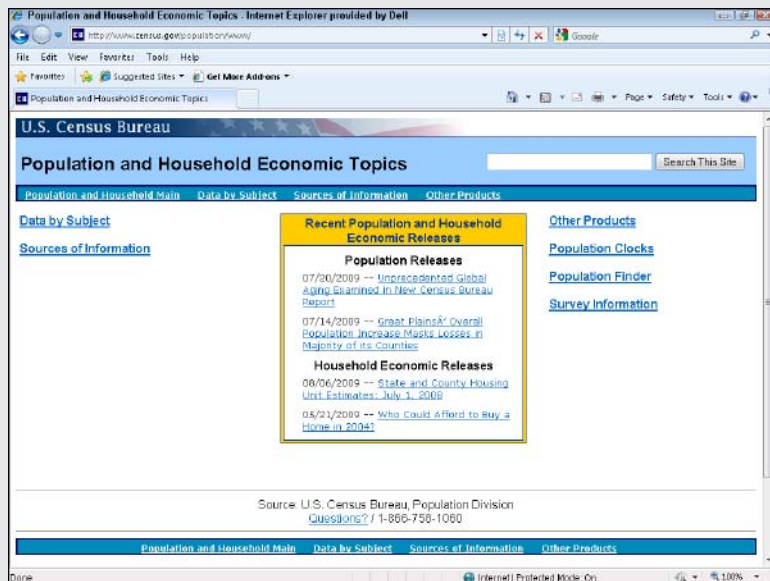 Population and Household Economic Topics - Internet Explorer provided by Dell
http://www.census.gov/population/www/
Google
File Edit View Favorites Tools Help
Favorites Suggested Sites Get More Add-ons
Population and Household Economic Topics
Page Safety Tools
U.S. Census Bureau
Population and Household Economic Topics
Search This Site
Population and Household Main Data by Subject Sources of Information Other Products
Data by Subject
Sources of Information
Recent Population and Household
Economic Releases
Population Releases
07/20/2009 -- Unprecedented Global
Aging Examined in New Census Bureau
Report
07/14/2009 -- Great PlainsÂ’ Overall
Population Increase Masks Losses in
Majority of its Counties
Household Economic Releases
08/06/2009 -- State and County Housing
Unit Estimates: July 1, 2008
05/21/2009 -- Who Could Afford to Buy a
Home in 2004?
Other Products
Population Clocks
Population Finder
Survey Information
Source: U.S. Census Bureau, Population Division
Questions? / 1-866-758-1060
Population and Household Main Data by Subject Sources of Information Other Products
Done
Internet | Protected Mode: On
100%